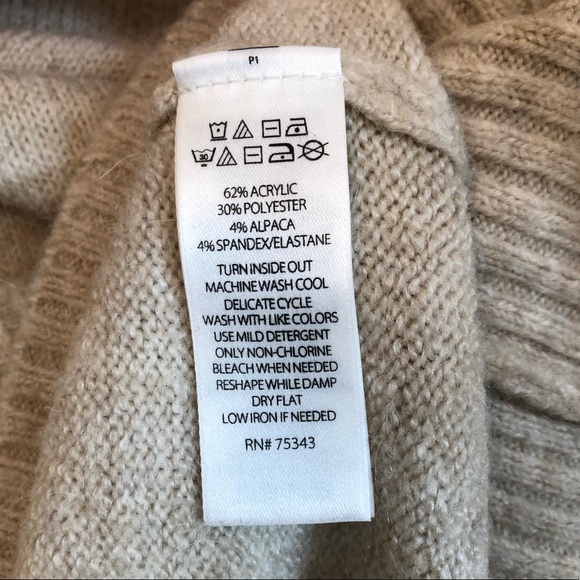 P1
30
62% ACRYLIC
30% POLYESTER
4% ALPACA
4% SPANDEX/ELASTANE
TURN INSIDE OUT
MACHINE WASH COOL
DELICATE CYCLE
WASH WITH LIKE COLORS
USE MILD DETERGENT
ONLY NON-CHLORINE
BLEACH WHEN NEEDED
RESHAPE WHILE DAMP
DRY FLAT
LOW IRON IF NEEDED
RN# 75343